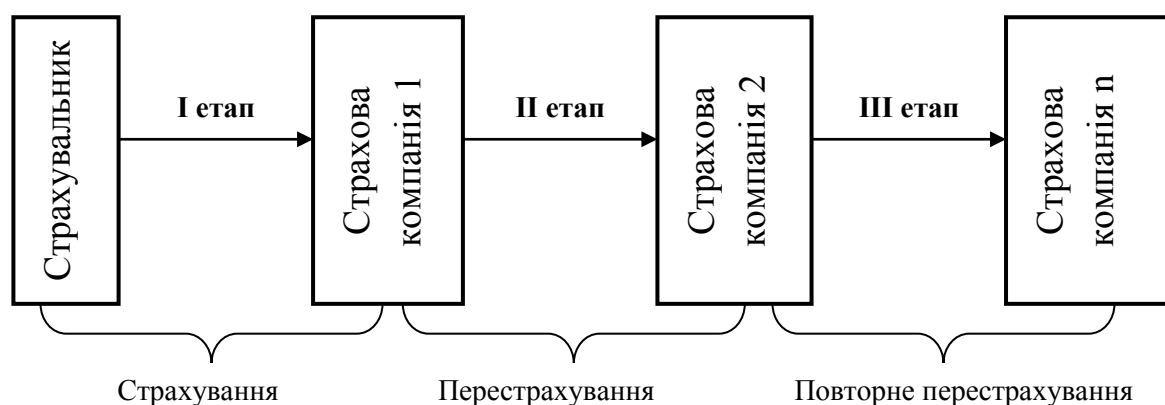 Страхувальник
I етап
Страхова
компанія 1
II етап
Страхова
компанія 2
III етап
Страхова
компанія n
Страхування
Перестрахування
Повторне перестрахування